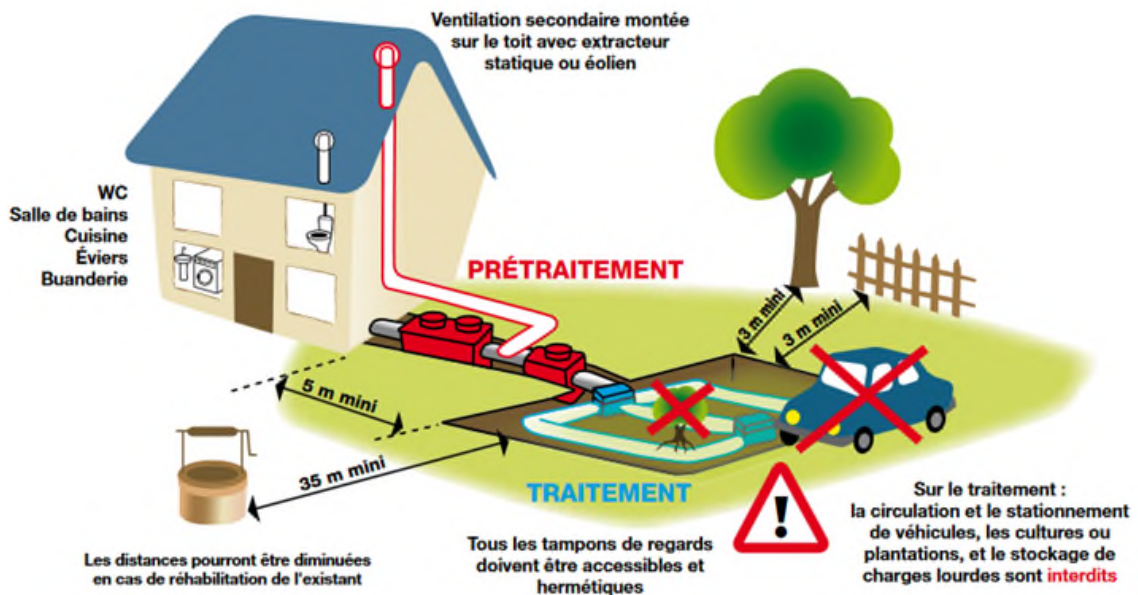 Ventilation secondaire montée
sur le toit avec extracteur
statique ou éolien
WC
Salle de bains
Cuisine
Éviers
Buanderie
PRÉTRAITEMENT
3 m mini
3 m mini
5 m mini
35 m mini
TRAITEMENT
Les distances pourront être diminuées
en cas de réhabilitation de l'existant
Tous les tampons de regards
doivent être accessibles et
hermétiques
!
Sur le traitement :
la circulation et le stationnement
de véhicules, les cultures ou
plantations, et le stockage de
charges lourdes sont interdits